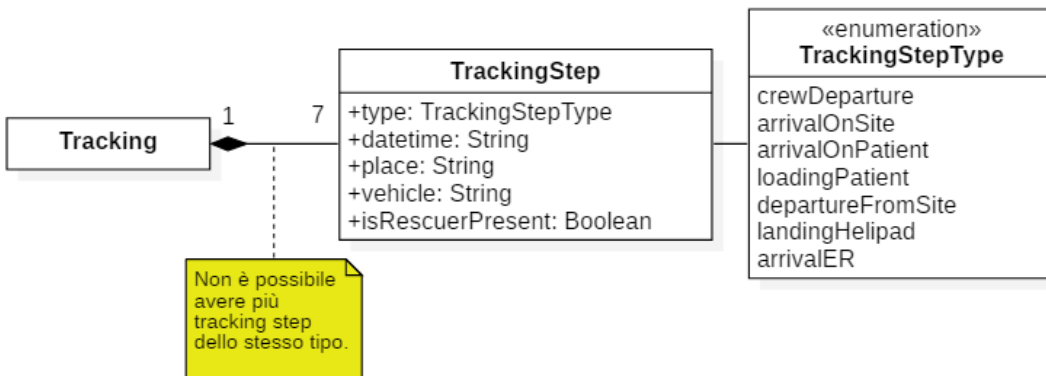 Tracking
1
7
TrackingStep
+type: TrackingStepType
+datetime: String
+place: String
+vehicle: String
+isRescuerPresent: Boolean
«enumeration»
TrackingStepType
crewDeparture
arrivalOnSite
arrivalOnPatient
loadingPatient
departureFromSite
landingHelipad
arrivalER
Non è possibile
avere più
tracking step
dello stesso tipo.